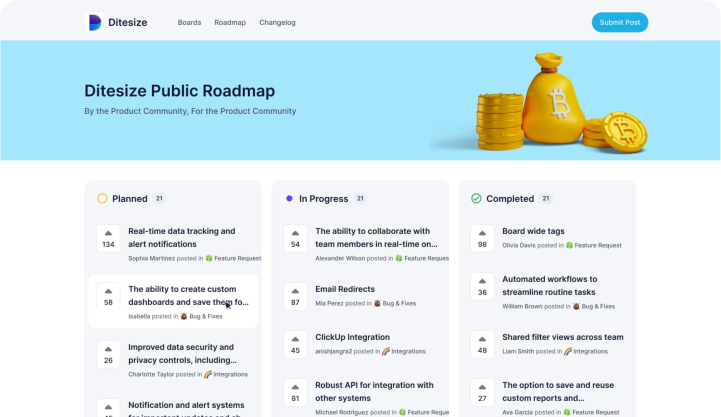 Ditesize
Boards
Roadmap
Changelog
Submit Post
Ditesize Public Roadmap
By the Product Community, For the Product Community
Planned 21
134
Real-time data tracking and
alert notifications
Sophia Martinez posted in Feature Request
58
The ability to create custom
dashboards and save them fo...
Isabella posted in Bug & Fixes
26
Improved data security and
privacy controls, including...
Charlotte Taylor posted in Integrations
Notification and alert systems
In Progress 21
54
The ability to collaborate with
team members in real-time on...
Alexander Wilson posted in Feature Reques
87
Email Redirects
Mia Perez posted in Bug & Fixes
45
ClickUp Integration
anishjangra2 posted in Integrations
81
Robust API for integration with
other systems
Michael Rodriguez posted in Feature Reque
Completed 21
98
Board wide tags
Olivia Davis posted in Feature Request
36
Automated workflows to
streamline routine tasks
William Brown posted in Bug & Fixes
48
Shared filter views across team
Liam Smith posted in Integrations
27
The option to save and reuse
custom reports and...
Ava Garcia posted in Feature Request